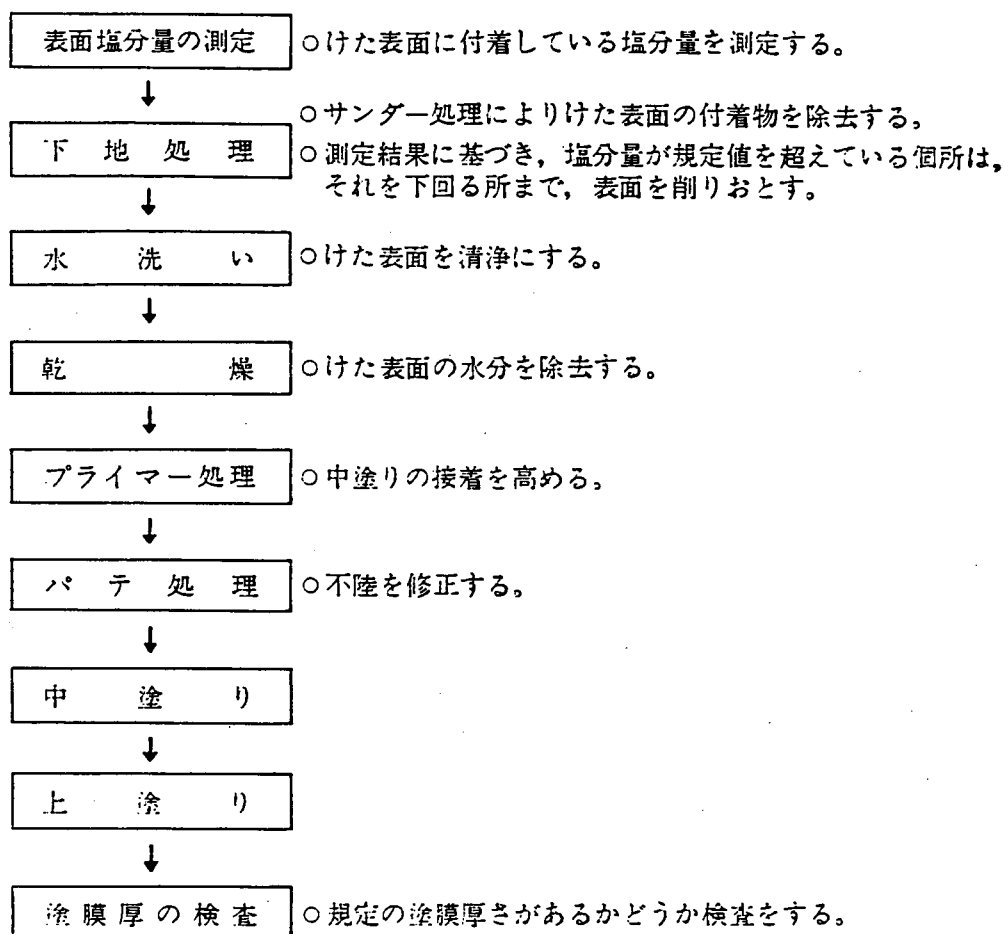 表面塩分量の測定 ○けた表面に付着している塩分量を測定する。
↓
○サンダー処理によりけた表面の付着物を除去する。
下地処理 ○測定結果に基づき，塩分量が規定値を超えている個所は，
それを下回る所まで，表面を削りおとす。
↓
水洗い ○けた表面を清浄にする。
↓
乾燥 ○けた表面の水分を除去する。
↓
プライマー処理 ○中塗りの接着を高める。
↓
パテ処理 ○不陸を修正する。
↓
中塗り
↓
上塗り
↓
塗膜厚の検査 ○規定の塗膜厚さがあるかどうか検査をする。